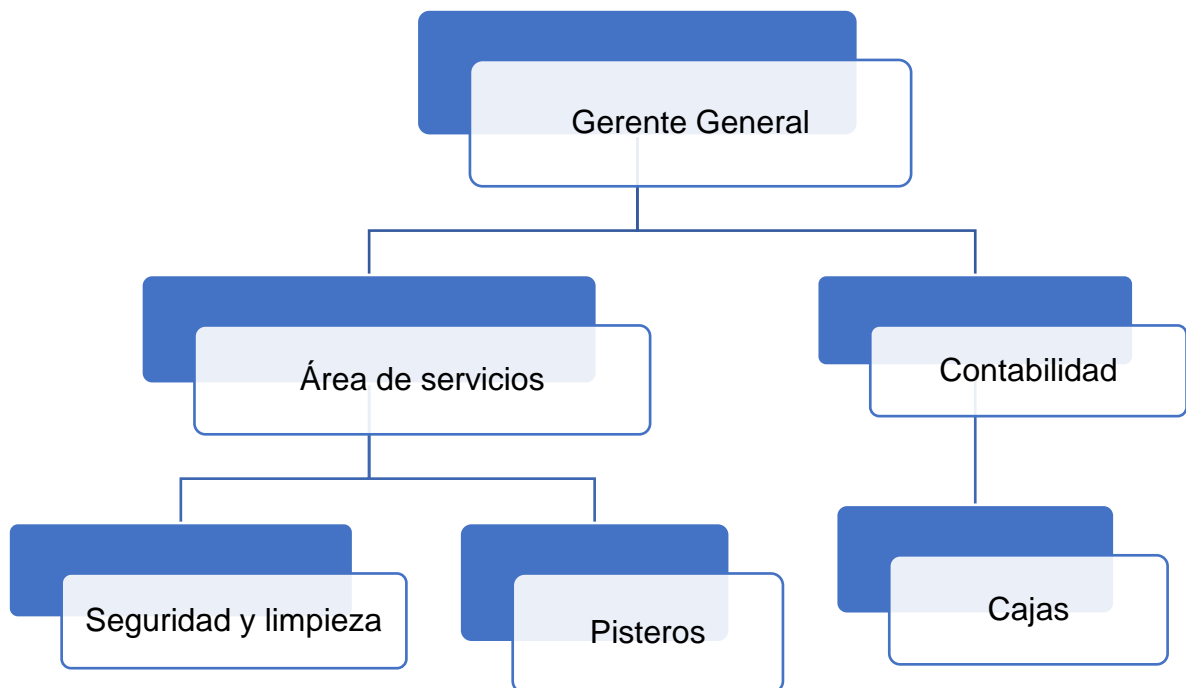 Gerente General
Área de servicios
Contabilidad
Seguridad y limpieza
Pisteros
Cajas